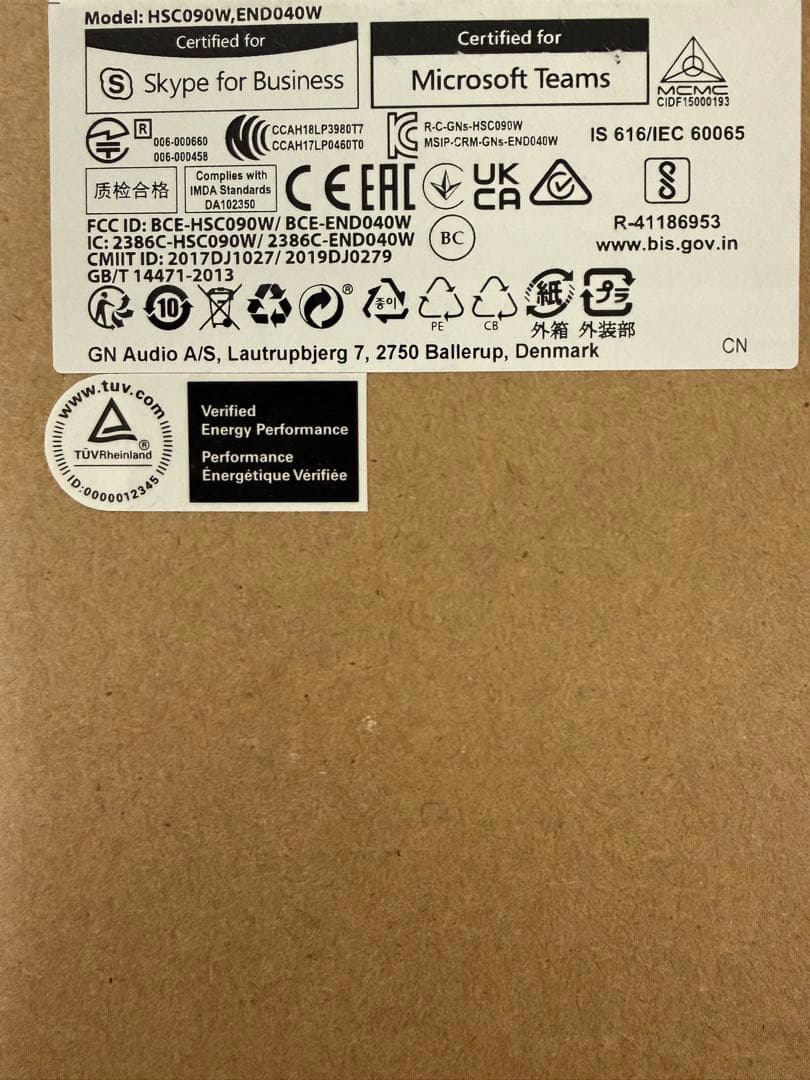 Model: HSC090W,END040W
Certified for
S Skype for Business
Certified for
Microsoft Teams
MCMC
CIDF15000193
R 006-000660
006-000458
CCAH18LP3980T7
CCAH17LP0460T0
R-C-GNs-HSC090W
MSIP-CRM-GNs-END040W
IS 616/IEC 60065
质检合格
Complies with
IMDA Standards
DA102350
CE EAC
UK
CA
R-41186953
www.bis.gov.in
FCC ID: BCE-HSC090W/ BCE-END040W
IC: 2386C-HSC090W/ 2386C-END040W
BC
CMIIT ID: 2017DJ1027/ 2019DJ0279
GB/T 14471-2013
10
®
종이
PE
CB
紙
外箱
プラ
外装部
GN Audio A/S, Lautrupbjerg 7, 2750 Ballerup, Denmark
CN
www.tuv.com
TÜVRheinland®
ID:0000012345
Verified
Energy Performance
Performance
Énergétique Vérifiée